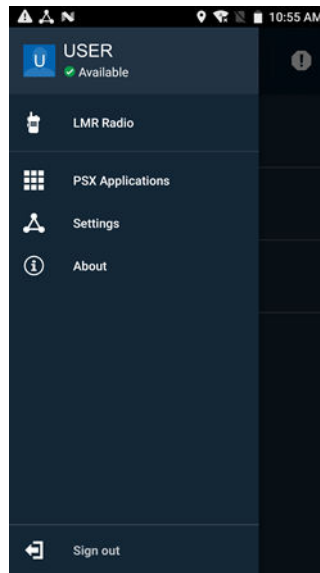 10:55 AM
U
USER
Available
LMR Radio
PSX Applications
Settings
About
Sign out